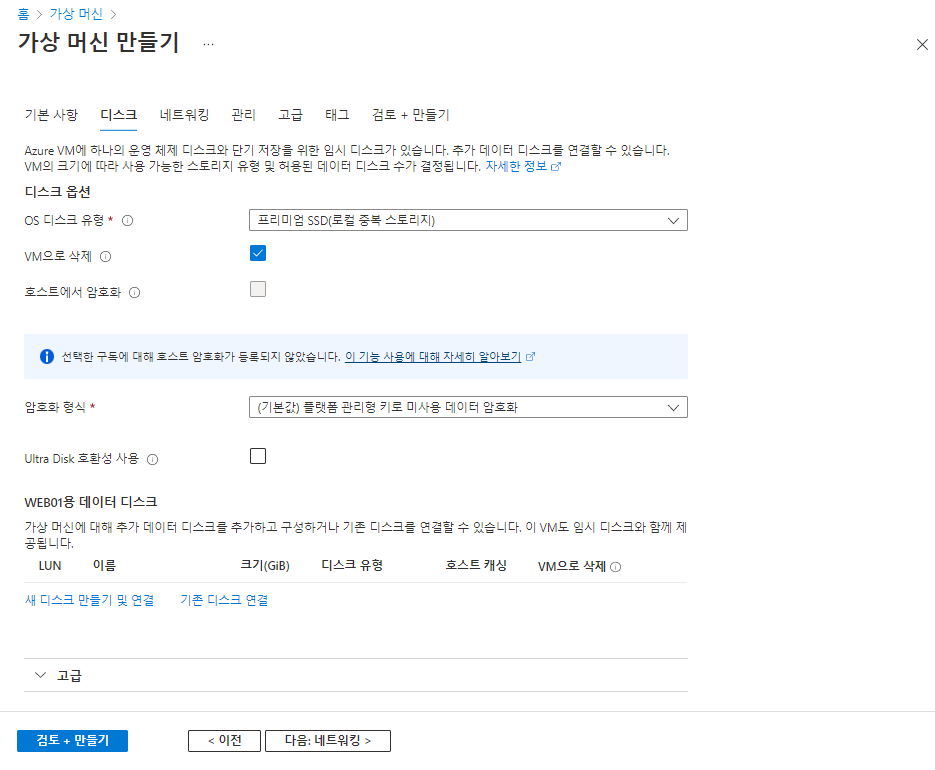 홈 > 가상 머신 >
가상 머신 만들기 ...
기본 사항 디스크 네트워킹 관리 고급 태그 검토 + 만들기
Azure VM에 하나의 운영 체제 디스크와 단기 저장을 위한 임시 디스크가 있습니다. 추가 데이터 디스크를 연결할 수 있습니다.
VM의 크기에 따라 사용 가능한 스토리지 유형 및 허용된 데이터 디스크 수가 결정됩니다. 자세한 정보
디스크 옵션
OS 디스크 유형 * 프리미엄 SSD(로컬 중복 스토리지)
VM으로 삭제
호스트에서 암호화
선택한 구독에 대해 호스트 암호화가 등록되지 않았습니다. 이 기능 사용에 대해 자세히 알아보기
암호화 형식 * (기본값) 플랫폼 관리형 키로 미사용 데이터 암호화
Ultra Disk 호환성 사용
WEB01용 데이터 디스크
가상 머신에 대해 추가 데이터 디스크를 추가하고 구성하거나 기존 디스크를 연결할 수 있습니다. 이 VM도 임시 디스크와 함께 제
공됩니다.
LUN 이름 크기(GiB) 디스크 유형 호스트 캐싱 VM으로 삭제
새 디스크 만들기 및 연결 기존 디스크 연결
고급
검토 + 만들기 < 이전 다음: 네트워킹 >